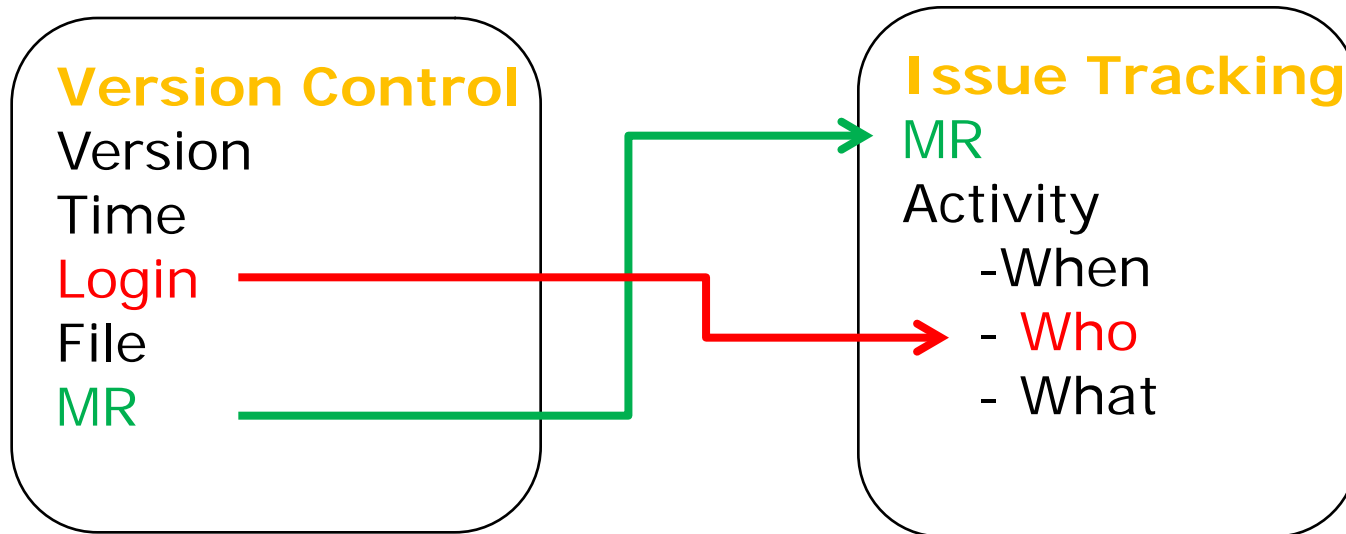 Version Control
Version
Time
Login
File
MR
Issue Tracking
MR
Activity
-When
- Who
- What